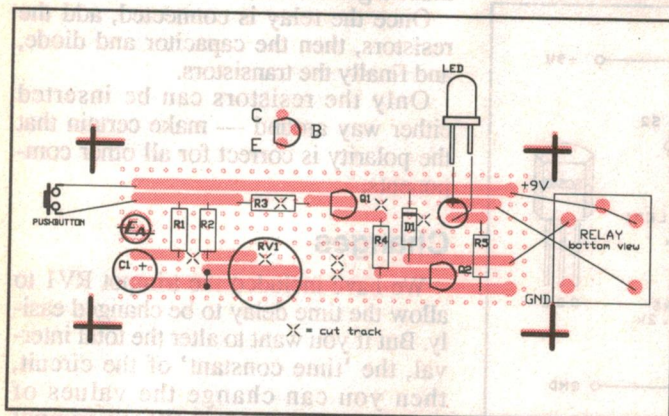 Once the relay is connected, add the
resistors, then the capacitor and diode,
and finally the transistors.
Only the resistors can be inserted
either way around — make certain that
the polarity is correct for all other com-
LED
C
B
E
+9V
PUSHBUTTON
R1
R2
R3
Q1
R4
D1
R5
Q2
RV1
C1 +
EA
RELAY
bottom view
GND
= cut track
RV1 to
allow the time delay to be changed easi-
ly. But if you want to alter the total inter-
val, the 'time constant' of the circuit,
then you can change the values of
+9V
S2
GND